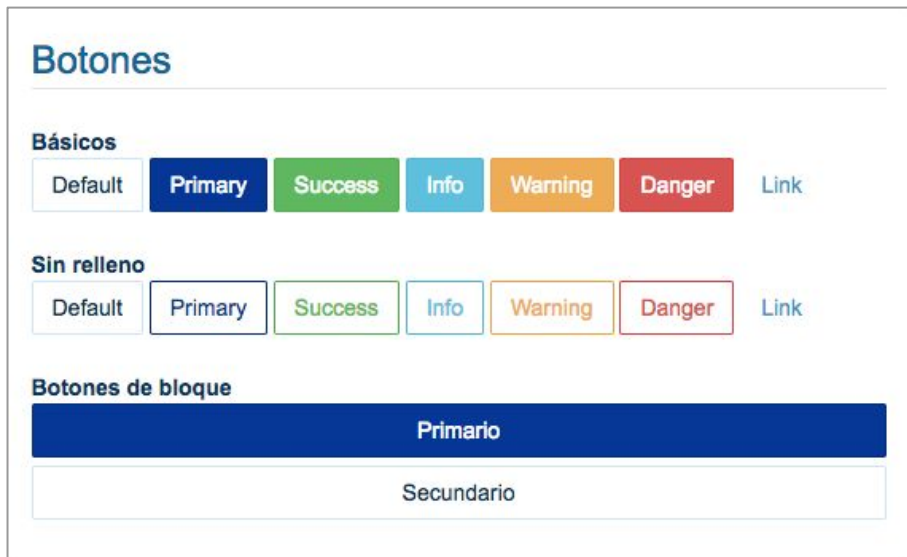 Botones
Básicos
Default Primary Success Info Warning Danger Link
Sin relleno
Default Primary Success Info Warning Danger Link
Botones de bloque
Primario
Secundario